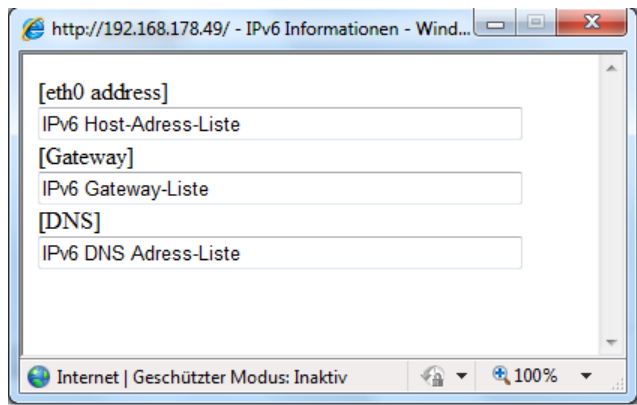 http://192.168.178.49/ - IPv6 Informationen - Wind...
[eth0 address]
IPv6 Host-Adress-Liste
[Gateway]
IPv6 Gateway-Liste
[DNS]
IPv6 DNS Adress-Liste
Internet | Geschützter Modus: Inaktiv
100%